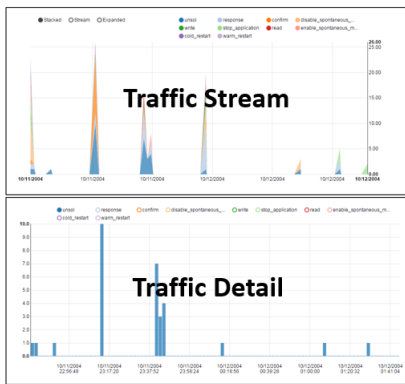 Stacked Stream Expanded
unsol response confirm disable_spontaneous_...
write stop_application read enable_spontaneous_m...
cold_restart warm_restart
26.00
25.00
20.00
15.00
10.00
5.00
0.00
Traffic Stream
10/11/2004 10/11/2004 10/11/2004 10/12/2004 10/12/2004 10/12/2004 10/12/2004
unsol response confirm disable_spontaneous_... write stop_application read enable_spontaneous_m...
cold_restart warm_restart
10.0
9.0
8.0
7.0
6.0
5.0
4.0
3.0
2.0
1.0
0.0
Traffic Detail
10/11/2004 10/11/2004 10/11/2004 10/11/2004 10/12/2004 10/12/2004 10/12/2004 10/12/2004 10/12/2004
22:56:49 23:17:20 23:37:52 23:58:24 00:18:56 00:39:28 01:00:00 01:20:32 01:41:04